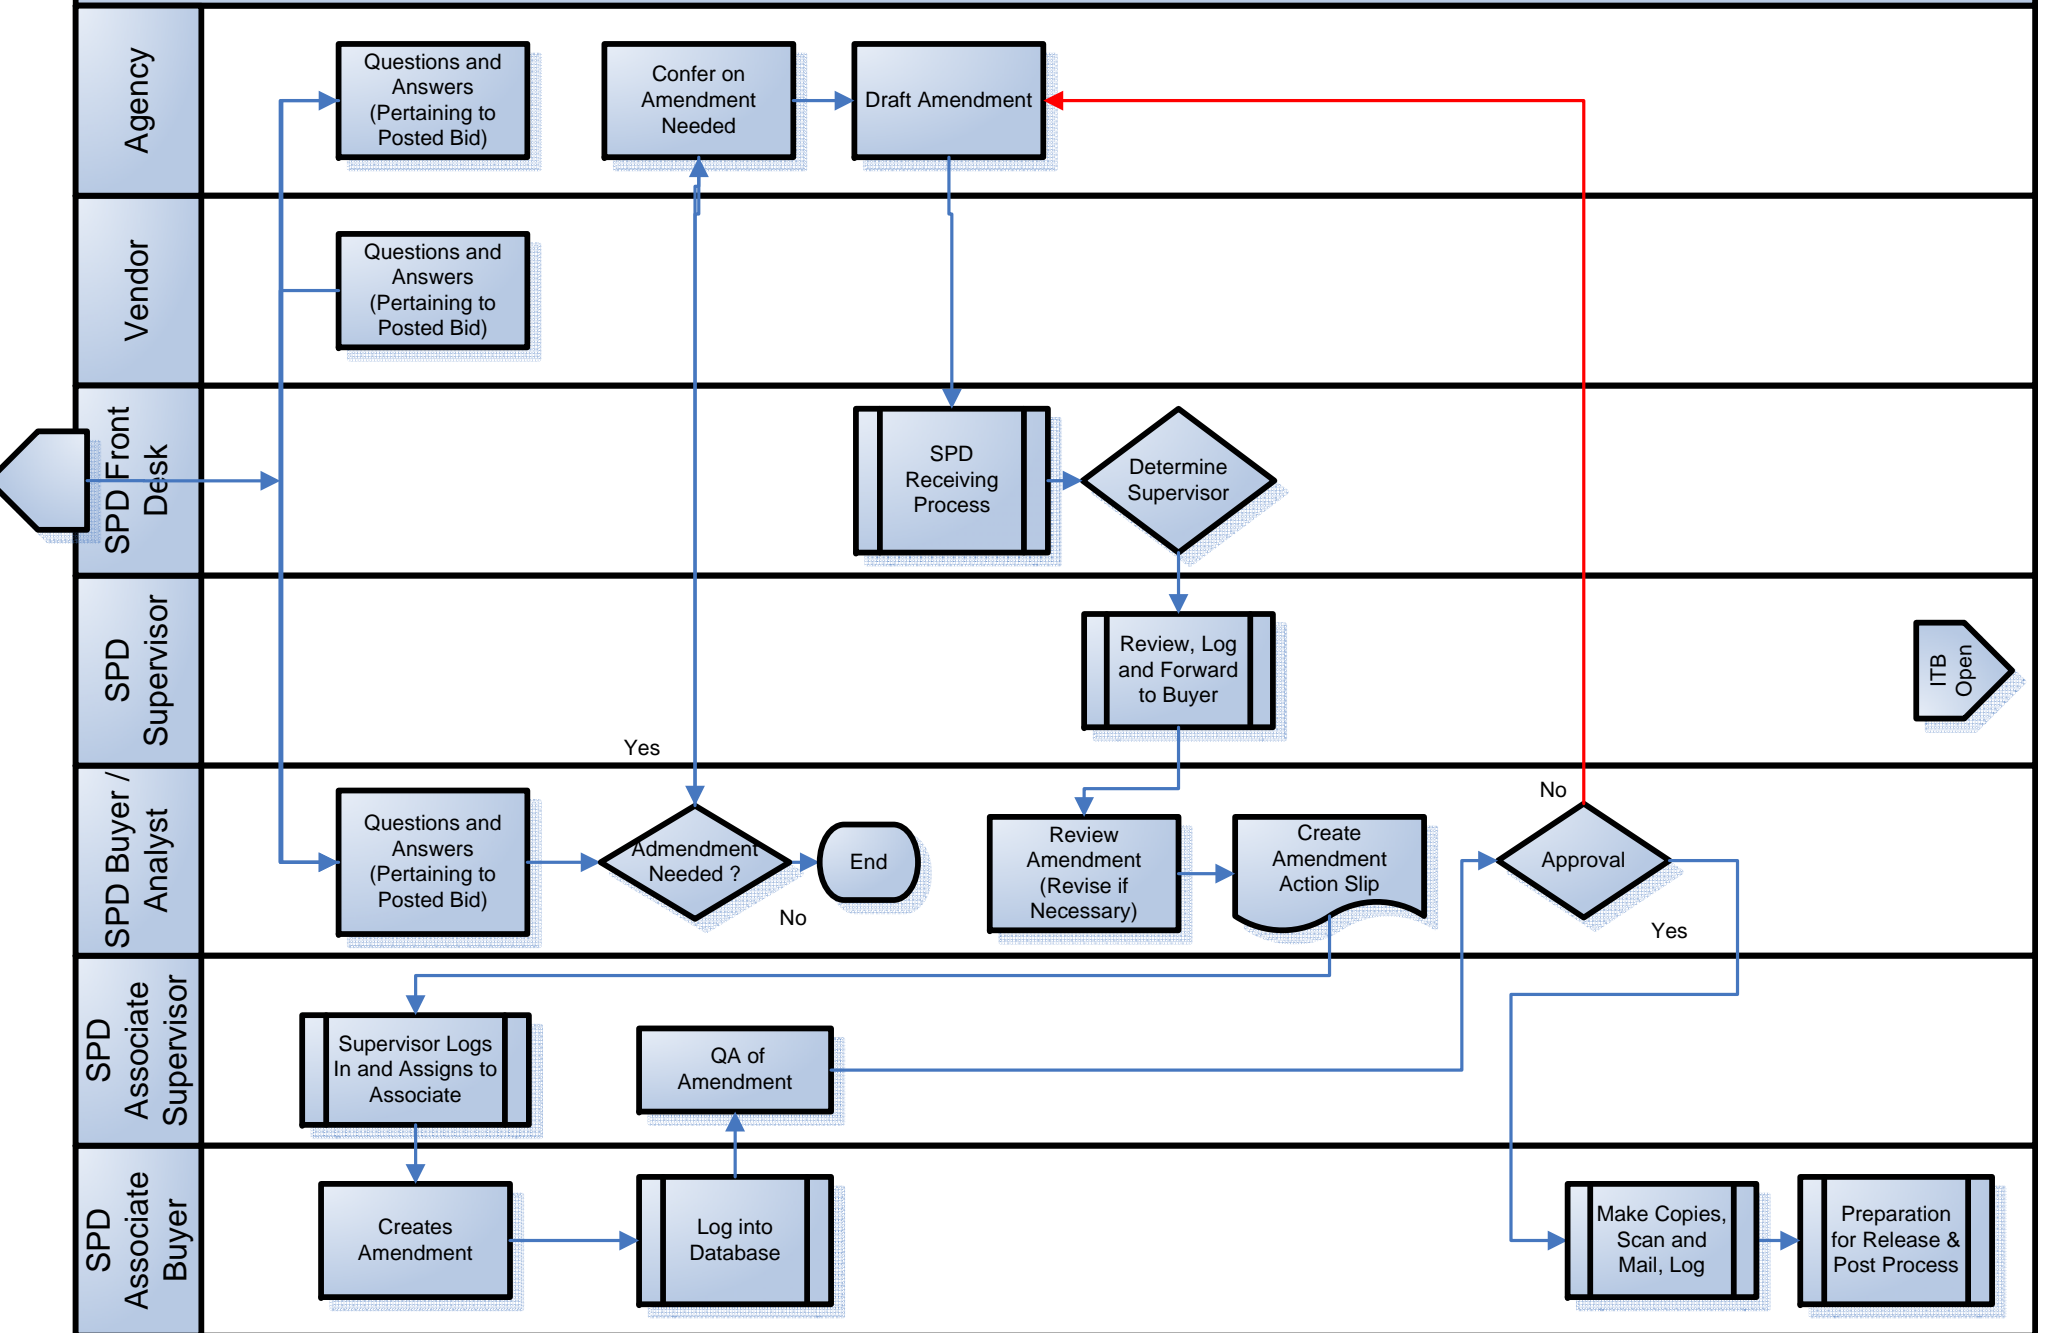 Agency
Questions and
Answers
(Pertaining to
Posted Bid)
Confer on
Amendment
Needed
Draft Amendment
Vendor
Questions and
Answers
(Pertaining to
Posted Bid)
SPD Front
Desk
SPD
Receiving
Process
Determine
Supervisor
SPD
Supervisor
Review, Log
and Forward
to Buyer
ITB
Open
Yes
SPD Buyer /
Analyst
Questions and
Answers
(Pertaining to
Posted Bid)
Admendment
Needed ?
No
End
Review
Amendment
(Revise if
Necessary)
Create
Amendment
Action Slip
No
Approval
Yes
SPD
Associate
Supervisor
Supervisor Logs
In and Assigns to
Associate
QA of
Amendment
SPD
Associate
Buyer
Creates
Amendment
Log into
Database
Make Copies,
Scan and
Mail, Log
Preparation
for Release &
Post Process